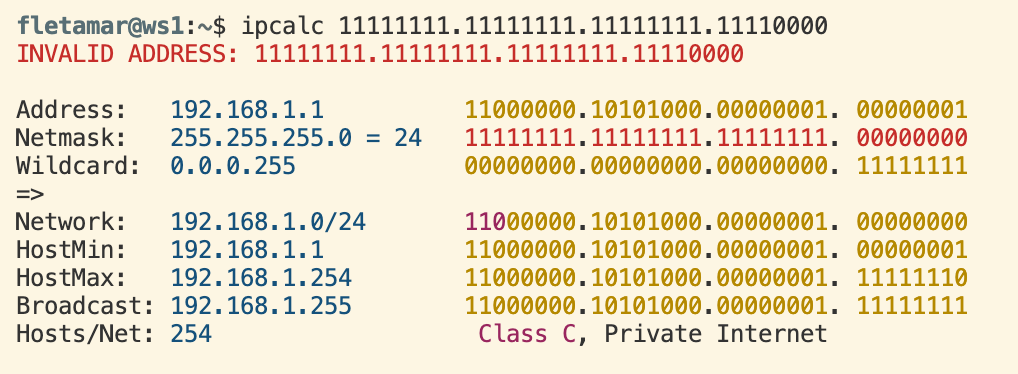 fletamar@ws1:~$ ipcalc 11111111.11111111.11111111.11110000
INVALID ADDRESS: 11111111.11111111.11111111.11110000
Address: 192.168.1.1 11000000.10101000.00000001. 00000001
Netmask: 255.255.255.0 = 24 11111111.11111111.11111111. 00000000
Wildcard: 0.0.0.255 00000000.00000000.00000000. 11111111
=>
Network: 192.168.1.0/24 11000000.10101000.00000001. 00000000
HostMin: 192.168.1.1 11000000.10101000.00000001. 00000001
HostMax: 192.168.1.254 11000000.10101000.00000001. 11111110
Broadcast: 192.168.1.255 11000000.10101000.00000001. 11111111
Hosts/Net: 254 Class C, Private Internet